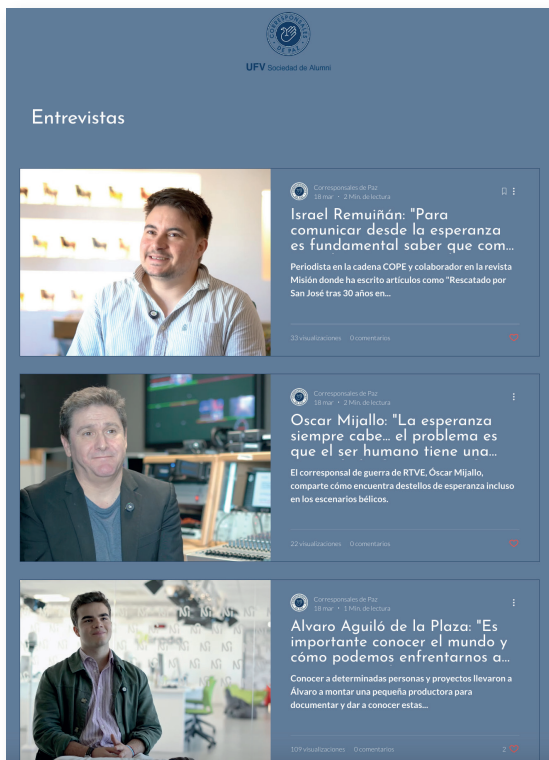 CORRESPONSALES
DE PAZ
UFV Sociedad de Alumni
Entrevistas
Corresponsales de Paz
18 mar • 2 Min. de lectura
Israel Remuiñán: "Para
comunicar desde la esperanza
es fundamental saber que com...
Periodista en la cadena COPE y colaborador en la revista
Misión donde ha escrito artículos como "Rescatado por
San José tras 30 años en...
33 visualizaciones 0 comentarios
Corresponsales de Paz
18 mar • 2 Min. de lectura
Oscar Mijallo: "La esperanza
siempre cabe... el problema es
que el ser humano tiene una...
El corresponsal de guerra de RTVE, Óscar Mijallo,
comparte cómo encuentra destellos de esperanza incluso
en los escenarios bélicos.
22 visualizaciones 0 comentarios
Corresponsales de Paz
18 mar • 1 Min. de lectura
Alvaro Aguiló de la Plaza: "Es
importante conocer el mundo y
cómo podemos enfrentarnos a...
Conocer a determinadas personas y proyectos llevaron a
Álvaro a montar una pequeña productora para
documentar y dar a conocer estas...
109 visualizaciones 0 comentarios 2